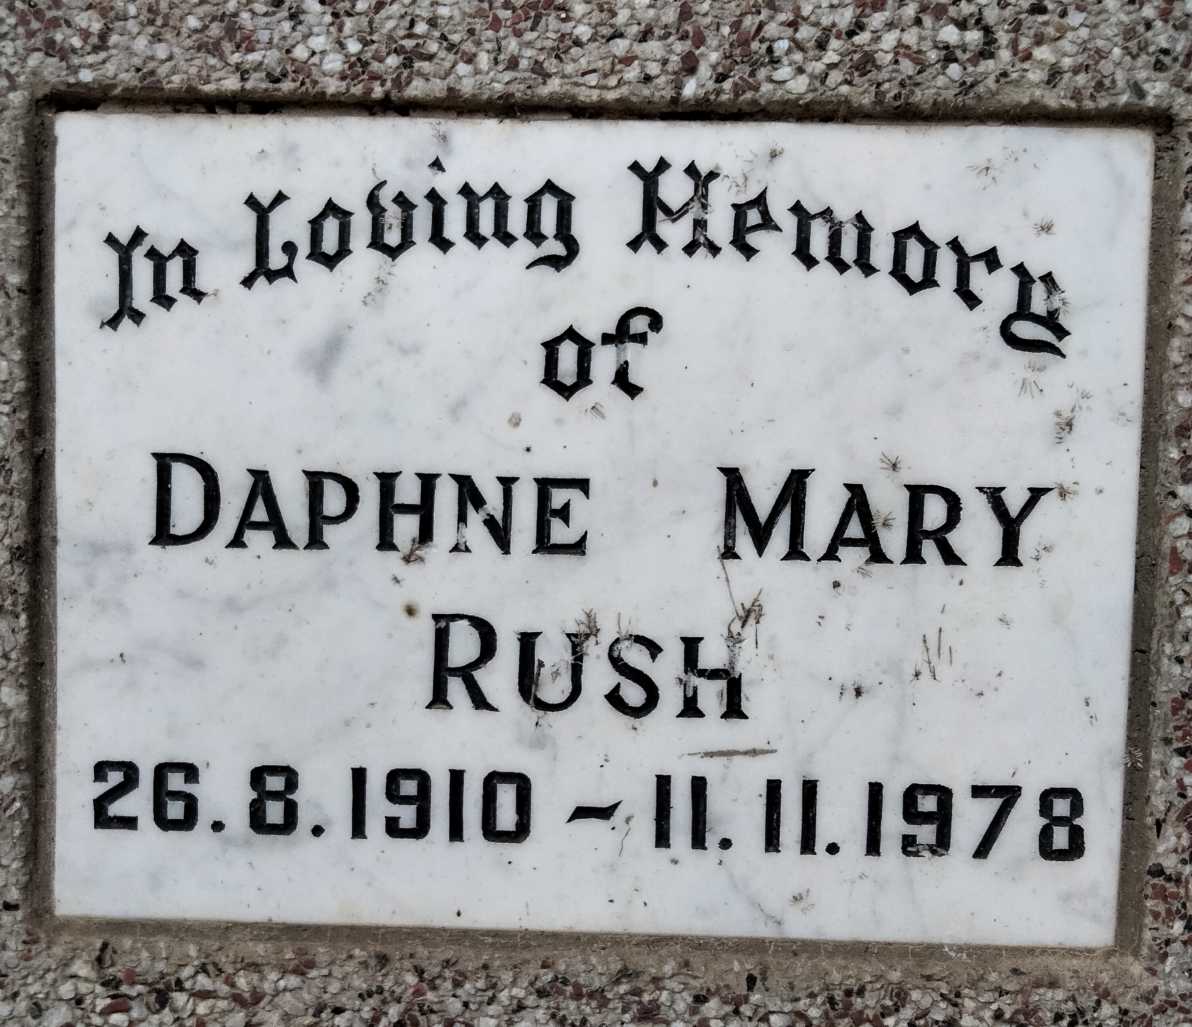 In Loving Memory
of
DAPHNE MARY
RUSH
26.8.1910 - 11.11.1978